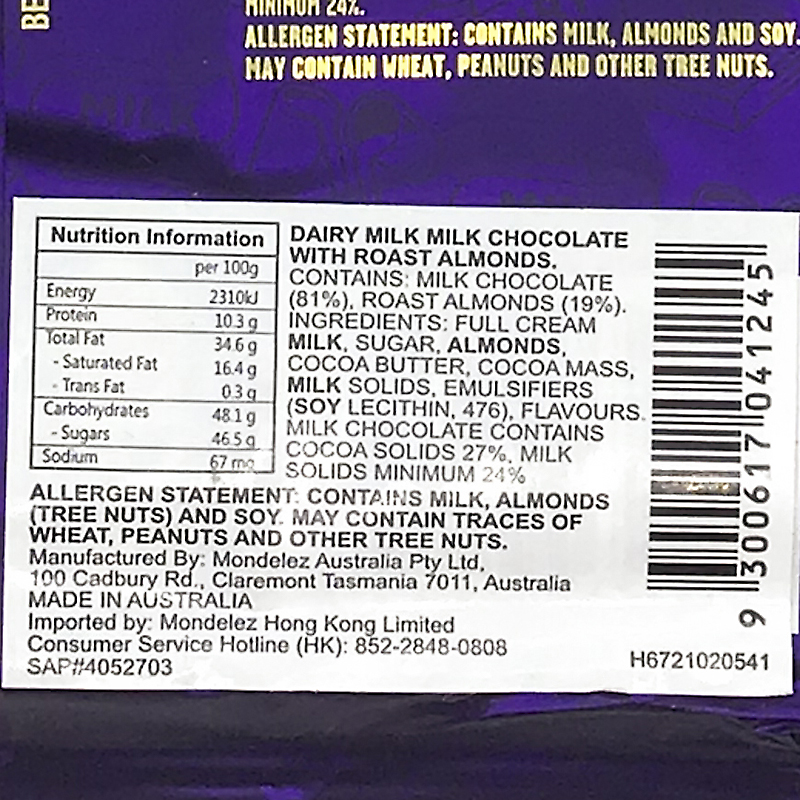 BE
MINIMUM 24%.
ALLERGEN STATEMENT: CONTAINS MILK, ALMONDS AND SOY.
MAY CONTAIN WHEAT, PEANUTS AND OTHER TREE NUTS.
MILK
Nutrition Information
per 100g
Energy 2310kJ
Protein 10.3 g
Total Fat 34.6 g
- Saturated Fat 16.4 g
- Trans Fat 0.3 g
Carbohydrates 48.1 g
- Sugars 46.5 g
Sodium 67 mg
DAIRY MILK MILK CHOCOLATE
WITH ROAST ALMONDS.
CONTAINS: MILK CHOCOLATE
(81%), ROAST ALMONDS (19%).
INGREDIENTS: FULL CREAM
MILK, SUGAR, ALMONDS,
COCOA BUTTER, COCOA MASS,
MILK SOLIDS, EMULSIFIERS
(SOY LECITHIN, 476), FLAVOURS.
MILK CHOCOLATE CONTAINS
COCOA SOLIDS 27%, MILK
SOLIDS MINIMUM 24%
ALLERGEN STATEMENT: CONTAINS MILK, ALMONDS
(TREE NUTS) AND SOY. MAY CONTAIN TRACES OF
WHEAT, PEANUTS AND OTHER TREE NUTS.
Manufactured By: Mondelez Australia Pty Ltd,
100 Cadbury Rd., Claremont Tasmania 7011, Australia
MADE IN AUSTRALIA
Imported by: Mondelez Hong Kong Limited
Consumer Service Hotline (HK): 852-2848-0808
SAP#4052703
9 300617 041245
H6721020541